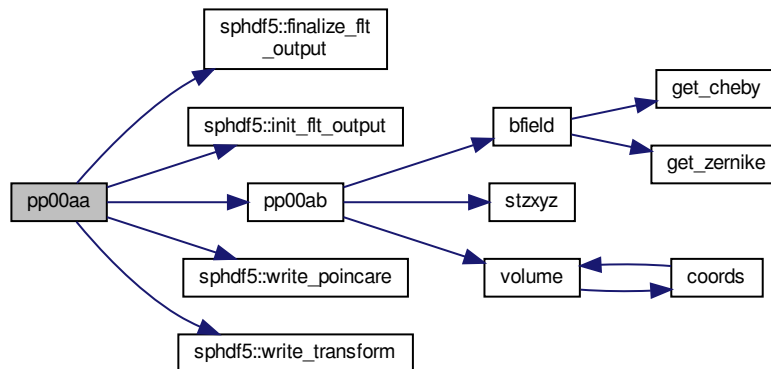 sphdf5::finalize_flt
_output
get_cheby
bfield
sphdf5::init_flt_output
get_zernike
pp00aa
pp00ab
stzxyz
sphdf5::write_poincare
volume
coords
sphdf5::write_transform